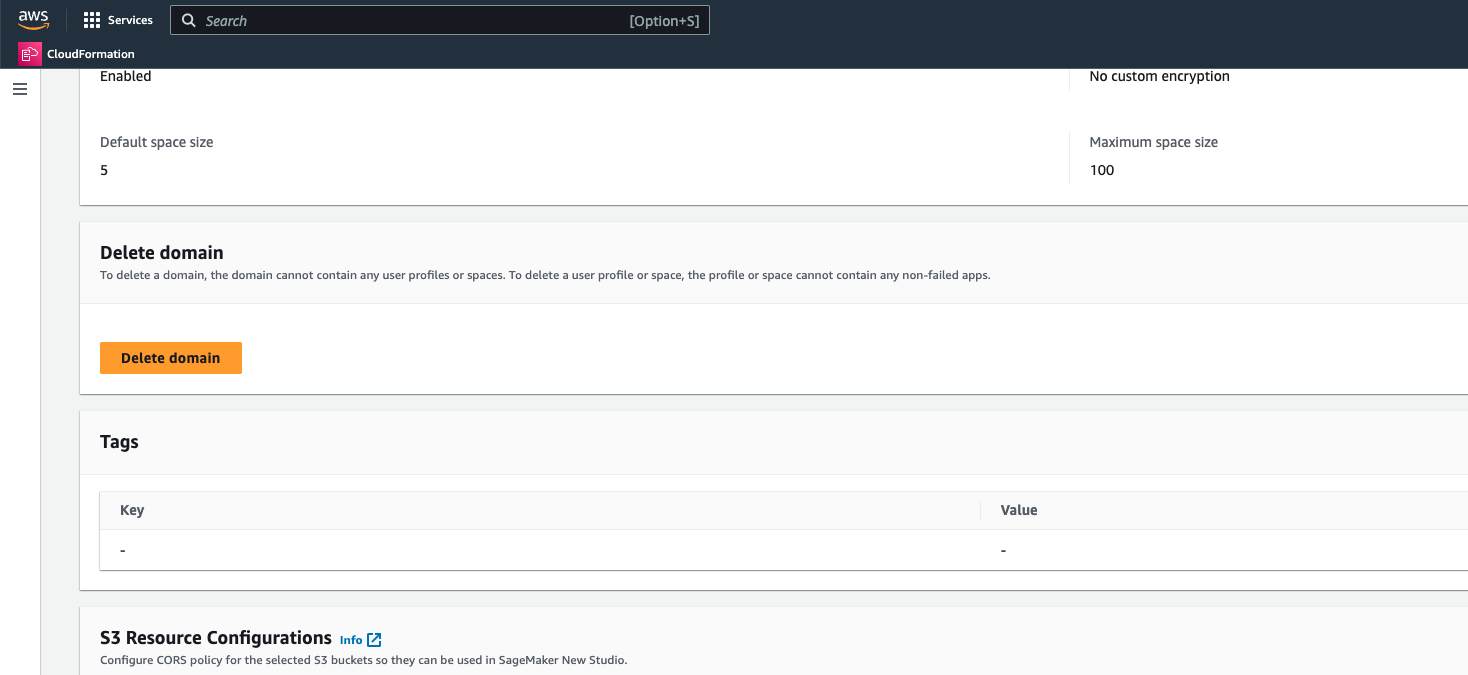 aws Services Search [Option+S]
CloudFormation
Enabled No custom encryption
Default space size Maximum space size
5 100
Delete domain
To delete a domain, the domain cannot contain any user profiles or spaces. To delete a user profile or space, the profile or space cannot contain any non-failed apps.
Delete domain
Tags
Key Value
- -
S3 Resource Configurations Info
Configure CORS policy for the selected S3 buckets so they can be used in SageMaker New Studio.